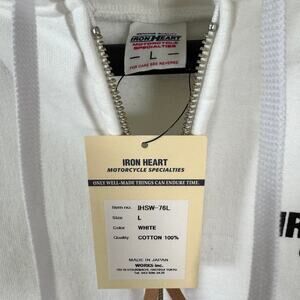 IRON HEART
MOTORCYCLE
SPECIALTIES
— L —
FOR CARE SEE REVERSE
IRON HEART
MOTORCYCLE SPECIALTIES
ONLY WELL-MADE THINGS CAN ENDURE TIME.
Item no. IHSW-76L
Size L
Color WHITE
Quality COTTON 100%
MADE IN JAPAN
WORKS inc.
IR